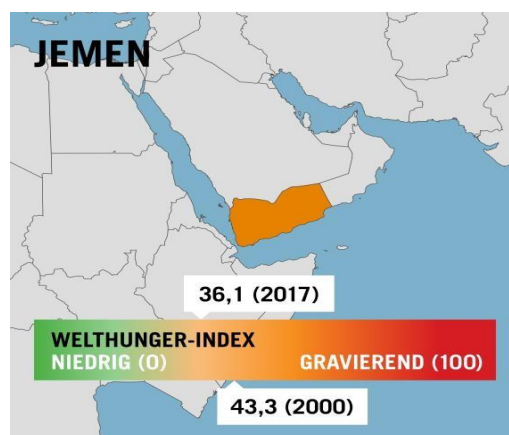 JEMEN
36,1 (2017)
WELTHUNGER-INDEX
NIEDRIG (0) GRAVIEREND (100)
43,3 (2000)